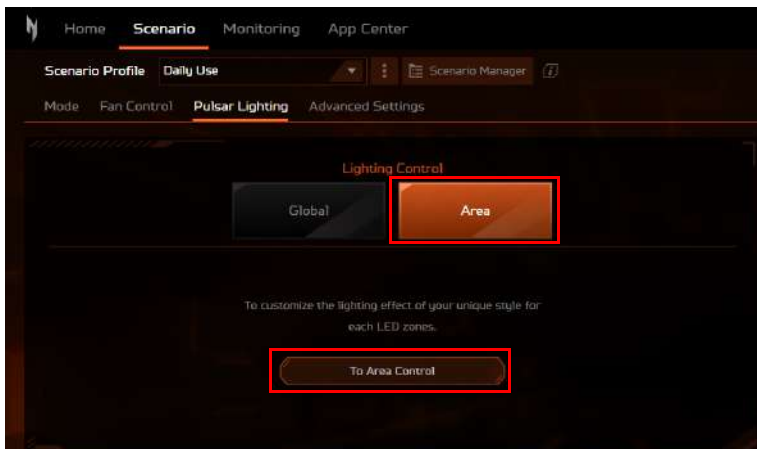 Home Scenario Monitoring App Center
Scenario Profile Daily Use Scenario Manager
Mode Fan Control Pulsar Lighting Advanced Settings
Lighting Control
Global Area
To customize the lighting effect of your unique style for
each LED zones.
To Area Control